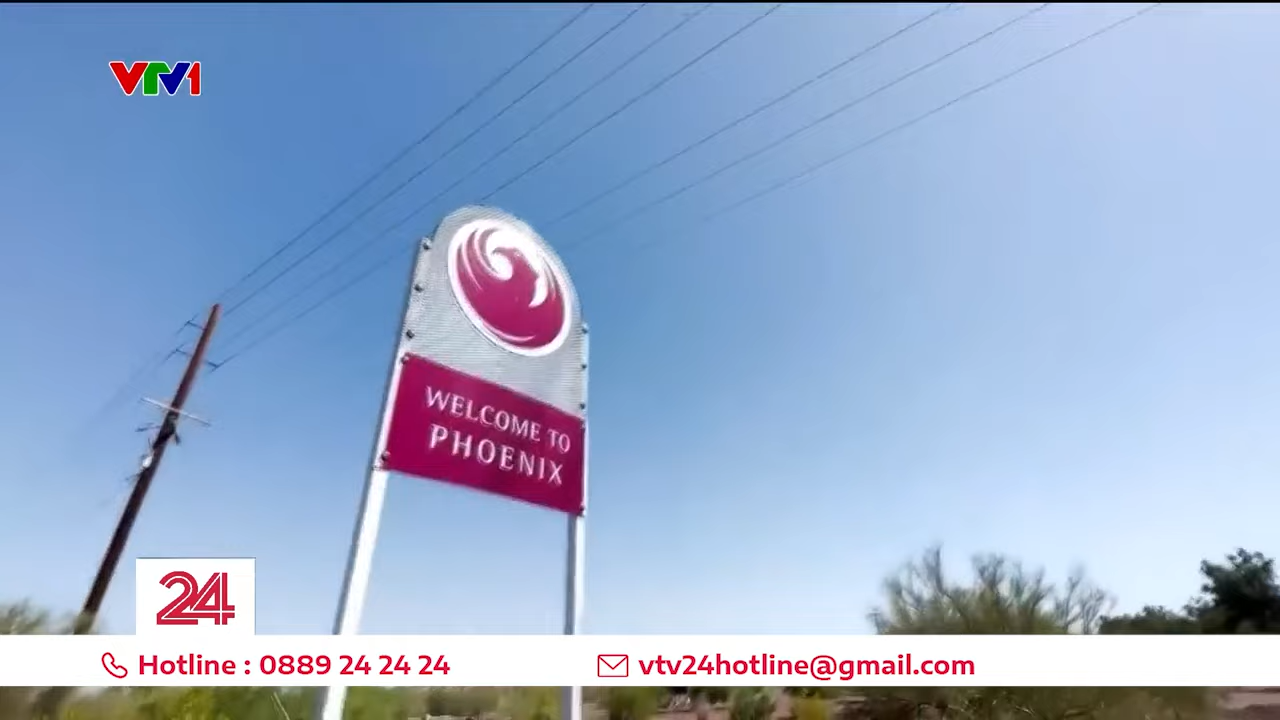 VTV1
WELCOME TO
PHOENIX
24
Hotline : 0889 24 24 24
vtv24hotline@gmail.com